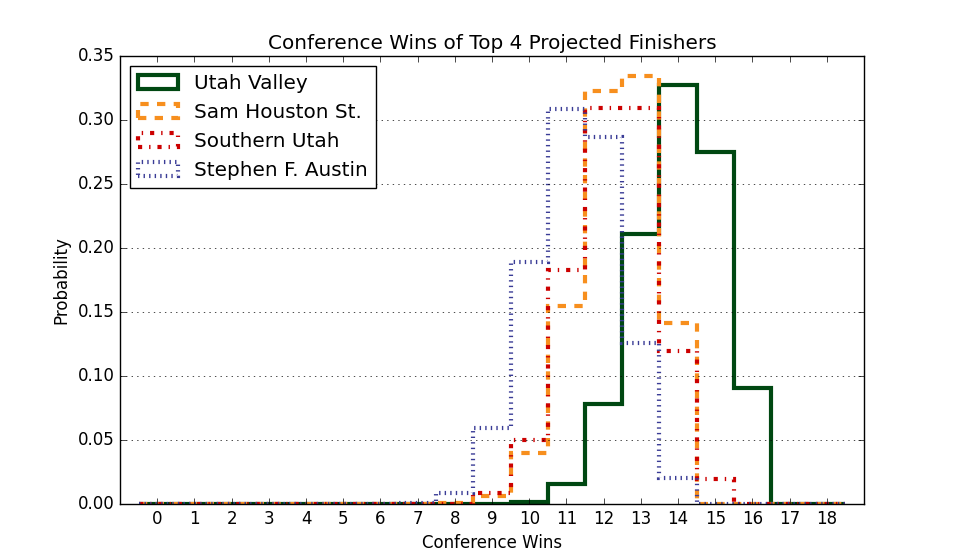 Conference Wins of Top 4 Projected Finishers
0.35
0.30
0.25
0.20
0.15
0.10
0.05
0.00
Probability
Utah Valley
Sam Houston St.
Southern Utah
Stephen F. Austin
0 1 2 3 4 5 6 7 8 9 10 11 12 13 14 15 16 17 18
Conference Wins